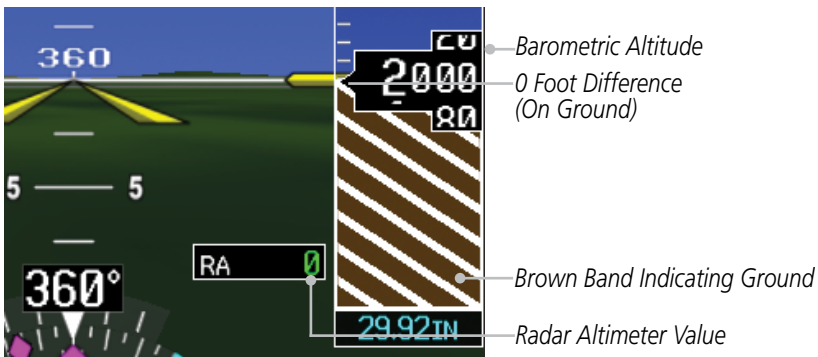 20
360
2000
80
5 5
RA 0
360°
29.92IN
Barometric Altitude
0 Foot Difference
(On Ground)
Brown Band Indicating Ground
Radar Altimeter Value